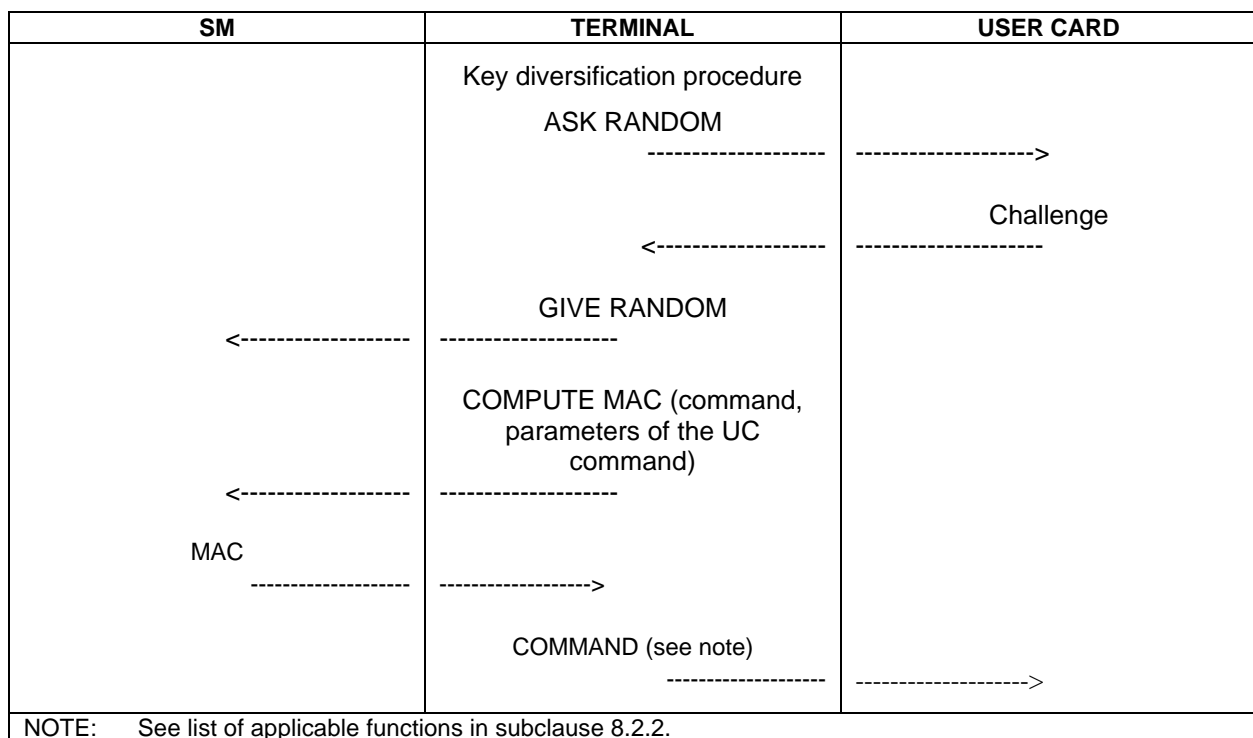 SM TERMINAL USER CARD
Key diversification procedure
ASK RANDOM
-------------------- -------------------->
Challenge
<------------------- ---------------------
GIVE RANDOM
<------------------- --------------------
COMPUTE MAC (command,
parameters of the UC
command)
<------------------- --------------------
MAC
-------------------- ------------------->
COMMAND (see note)
-------------------- -------------------->
NOTE: See list of applicable functions in subclause 8.2.2.